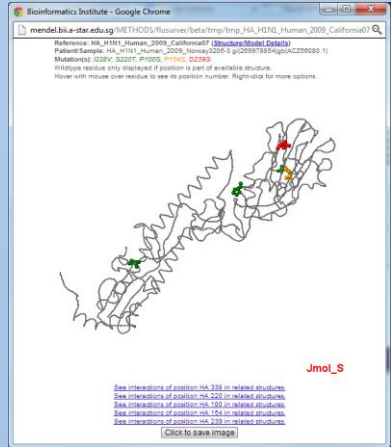 Bioinformatics Institute - Google Chrome
mendel.bii.a-star.edu.sg/METHODS/flusurver/beta/tmp/tmp_HA_H1N1_Human_2009_California07
Reference: HA_H1N1_Human_2009_California07 (Structure/Model Details)
Patient/Sample: HA_H1N1_Human_2009_Norway3206-3 gi|269978854|gb|ACZ56080.1|
Mutation(s): I338V, S220T, P100S, P154S, D239G
Wildtype residue only displayed if position is part of available structure.
Hover with mouse over residue to see its position number. Right-click for more options.
Jmol_S
See interactions of position HA 338 in related structures.
See interactions of position HA 220 in related structures.
See interactions of position HA 100 in related structures.
See interactions of position HA 154 in related structures.
See interactions of position HA 239 in related structures.
Click to save image